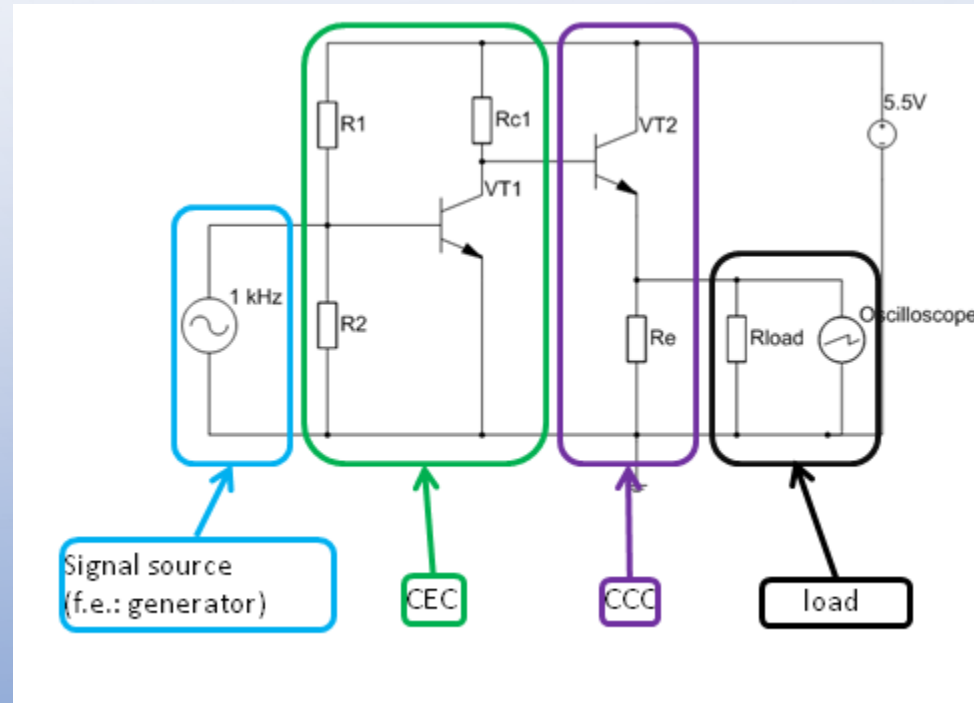 5.5V
R1
Rc1
VT2
VT1
1 kHz
R2
Re
Rload
Oscilloscope
Signal source
(f.e.: generator)
CEC
CCC
load